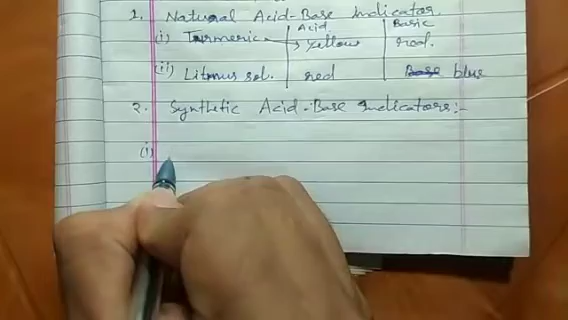 1. Natural Acid-Base Indicator.
Acid Basic
(i) Turmeric → Yellow red.
(ii) Litmus sol. red Base blue
2. Synthetic Acid-Base Indicators:-
(i)